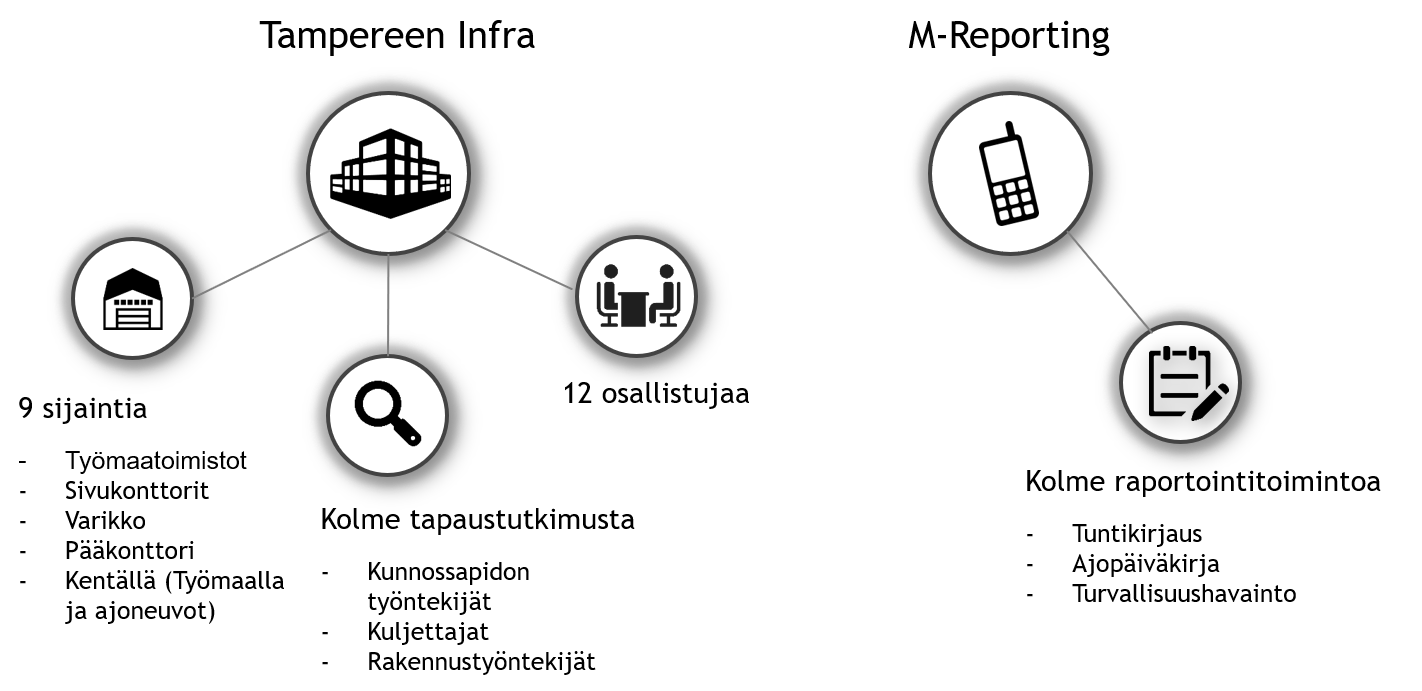 Tampereen Infra
9 sijaintia
- Työmaatoimistot
- Sivukonttorit
- Varikko
- Pääkonttori
- Kentällä (Työmaalla
ja ajoneuvot)
Kolme tapaustutkimusta
- Kunnossapidon
työntekijät
- Kuljettajat
- Rakennustyöntekijät
12 osallistujaa
M-Reporting
Kolme raportointitoimintoa
- Tuntikirjaus
- Ajopäiväkirja
- Turvallisuushavainto